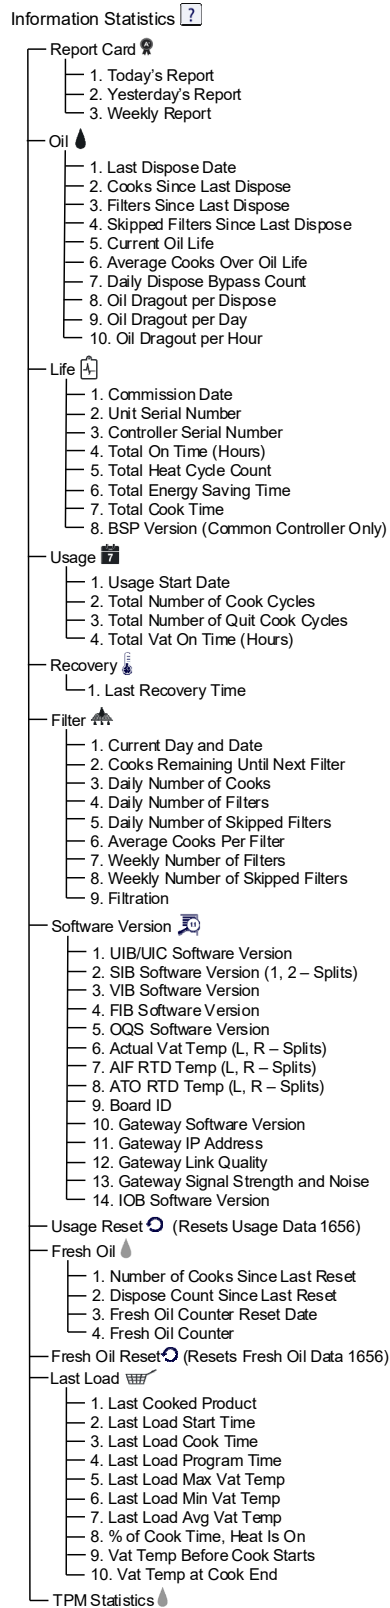 Information Statistics ?
Report Card
1. Today's Report
2. Yesterday's Report
3. Weekly Report
Oil
1. Last Dispose Date
2. Cooks Since Last Dispose
3. Filters Since Last Dispose
4. Skipped Filters Since Last Dispose
5. Current Oil Life
6. Average Cooks Over Oil Life
7. Daily Dispose Bypass Count
8. Oil Dragout per Dispose
9. Oil Dragout per Day
10. Oil Dragout per Hour
Life
1. Commission Date
2. Unit Serial Number
3. Controller Serial Number
4. Total On Time (Hours)
5. Total Heat Cycle Count
6. Total Energy Saving Time
7. Total Cook Time
8. BSP Version (Common Controller Only)
Usage 7
1. Usage Start Date
2. Total Number of Cook Cycles
3. Total Number of Quit Cook Cycles
4. Total Vat On Time (Hours)
Recovery
1. Last Recovery Time
Filter
1. Current Day and Date
2. Cooks Remaining Until Next Filter
3. Daily Number of Cooks
4. Daily Number of Filters
5. Daily Number of Skipped Filters
6. Average Cooks Per Filter
7. Weekly Number of Filters
8. Weekly Number of Skipped Filters
9. Filtration
Software Version
1. UIB/UIC Software Version
2. SIB Software Version (1, 2 – Splits)
3. VIB Software Version
4. FIB Software Version
5. OQS Software Version
6. Actual Vat Temp (L, R – Splits)
7. AIF RTD Temp (L, R – Splits)
8. ATO RTD Temp (L, R – Splits)
9. Board ID
10. Gateway Software Version
11. Gateway IP Address
12. Gateway Link Quality
13. Gateway Signal Strength and Noise
14. IOB Software Version
Usage Reset (Resets Usage Data 1656)
Fresh Oil
1. Number of Cooks Since Last Reset
2. Dispose Count Since Last Reset
3. Fresh Oil Counter Reset Date
4. Fresh Oil Counter
Fresh Oil Reset (Resets Fresh Oil Data 1656)
Last Load
1. Last Cooked Product
2. Last Load Start Time
3. Last Load Cook Time
4. Last Load Program Time
5. Last Load Max Vat Temp
6. Last Load Min Vat Temp
7. Last Load Avg Vat Temp
8. % of Cook Time, Heat Is On
9. Vat Temp Before Cook Starts
10. Vat Temp at Cook End
TPM Statistics